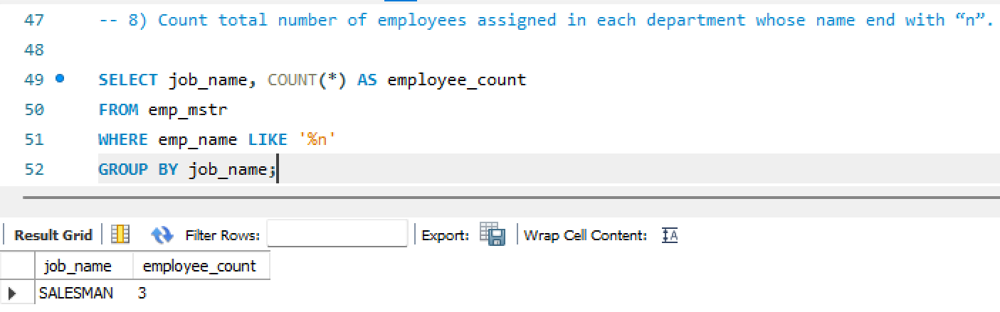 47 -- 8) Count total number of employees assigned in each department whose name end with “n”.
48
49 SELECT job_name, COUNT(*) AS employee_count
50 FROM emp_mstr
51 WHERE emp_name LIKE '%n'
52 GROUP BY job_name;
Result Grid Filter Rows: Export: Wrap Cell Content: A
job_name employee_count
SALESMAN 3